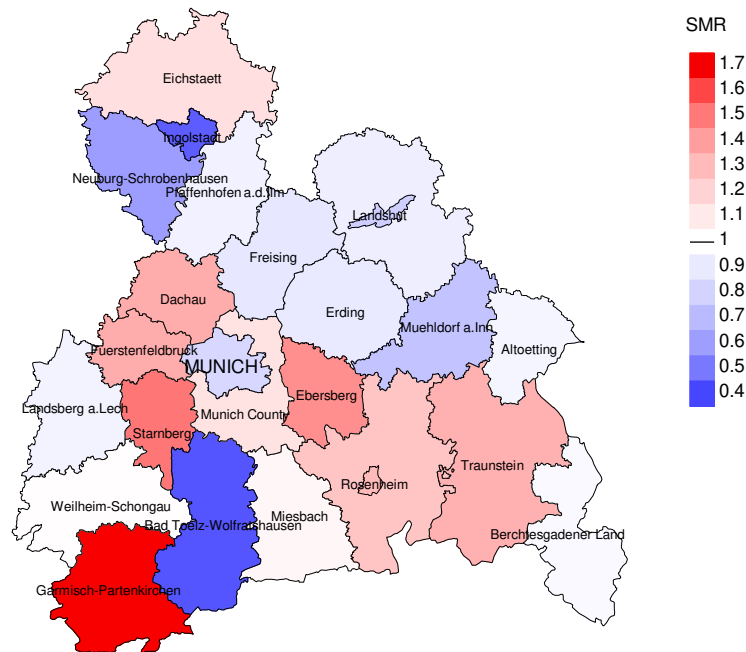 SMR
1.7
1.6
1.5
1.4
1.3
1.2
1.1
1
0.9
0.8
0.7
0.6
0.5
0.4
Eichstaett
Ingolstadt
Neuburg-Schrobenhausen
Pfaffenhofen a.d.Ilm
Landshut
Freising
Dachau
Erding
Muehldorf a.Inn
Fuerstenfeldbruck
MUNICH
Altoetting
Ebersberg
Landsberg a.Lech
Munich County
Starnberg
Traunstein
Rosenheim
Weilheim-Schongau
Miesbach
Bad Toelz-Wolfratshausen
Berchtesgadener Land
Garmisch-Partenkirchen